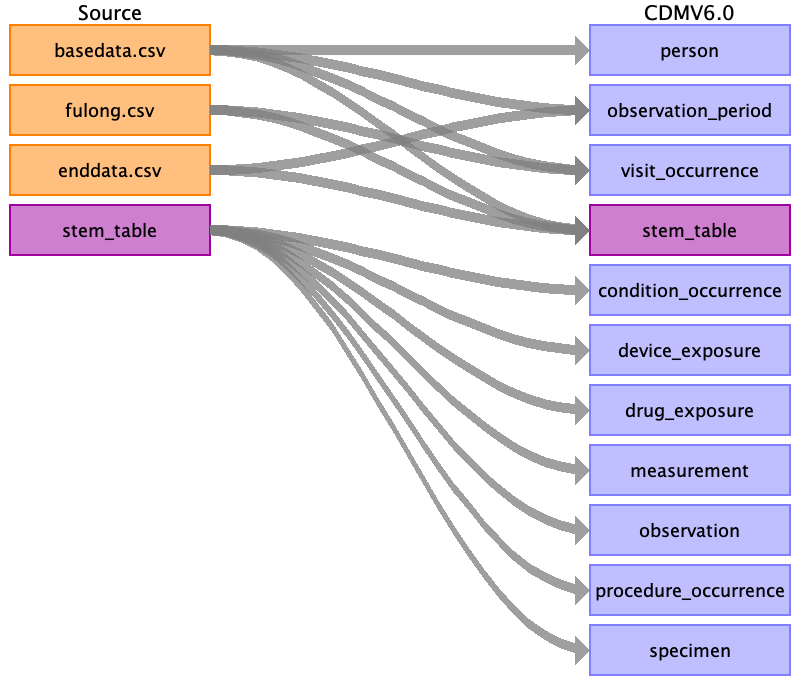 Source
CDMV6.0
basedata.csv
person
fulong.csv
observation_period
enddata.csv
visit_occurrence
stem_table
stem_table
condition_occurrence
device_exposure
drug_exposure
measurement
observation
procedure_occurrence
specimen